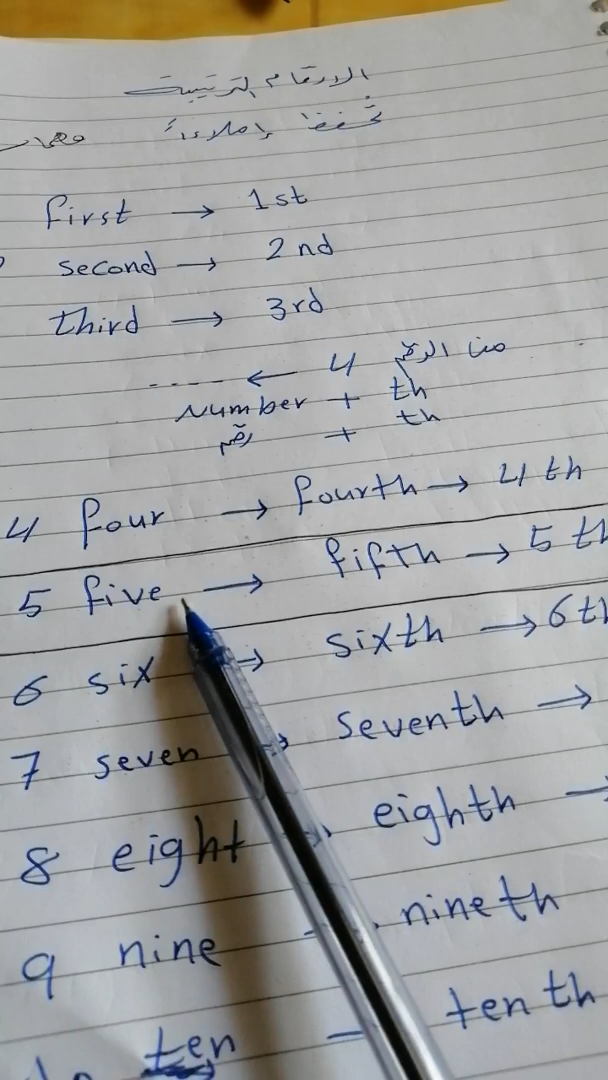 الارقام الترتيبية
تحفظ إملاءً
first → 1st
second → 2nd
third → 3rd
من الرقم 4 ← - - - - -
Number + th
رقم + th
4 four → fourth → 4th
5 five → fifth → 5th
6 six → sixth → 6th
7 seven → seventh →
8 eight → eighth →
9 nine - nineth
ten - tenth